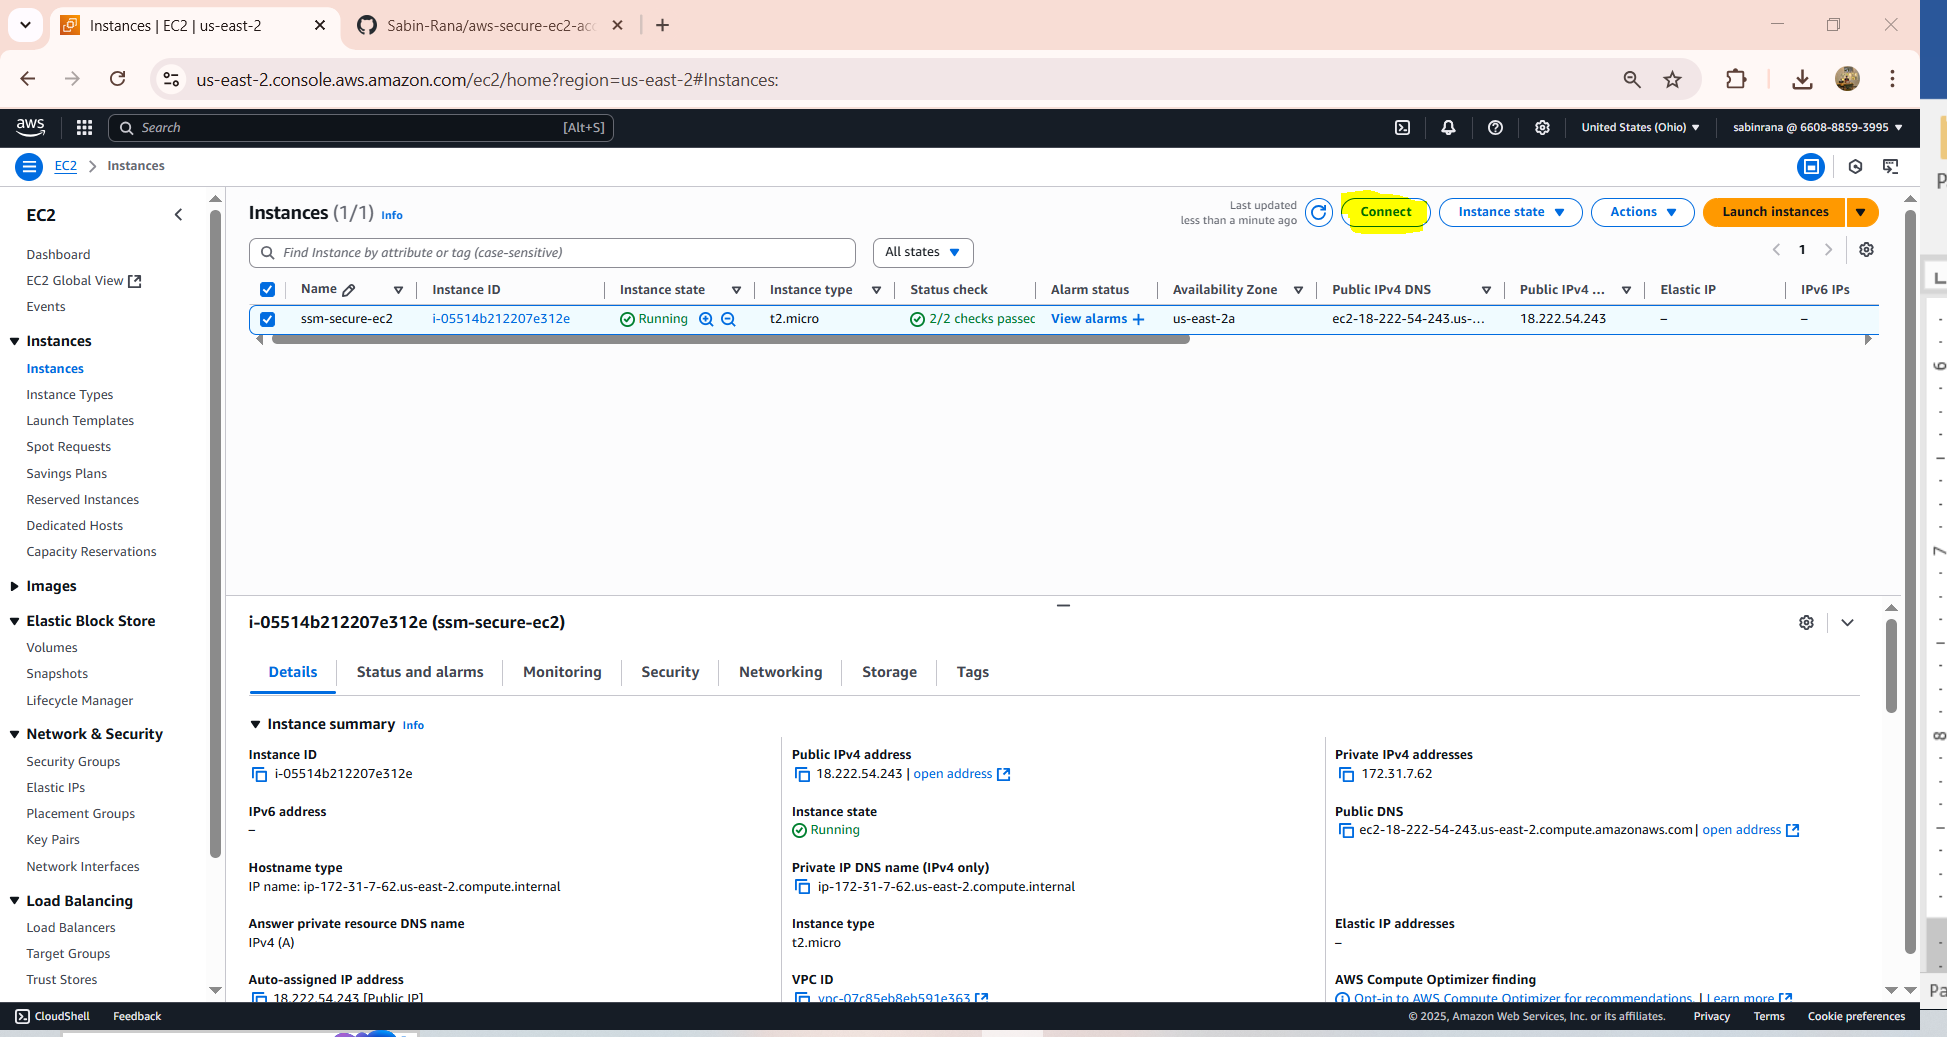 Instances | EC2 | us-east-2
Sabin-Rana/aws-secure-ec2-acc
us-east-2.console.aws.amazon.com/ec2/home?region=us-east-2#Instances:
aws
Search
[Alt+S]
United States (Ohio)
sabinrana @ 6608-8859-3995
EC2
Instances
EC2
Dashboard
EC2 Global View
Events
Instances
Instances
Instance Types
Launch Templates
Spot Requests
Savings Plans
Reserved Instances
Dedicated Hosts
Capacity Reservations
Images
Elastic Block Store
Volumes
Snapshots
Lifecycle Manager
Network & Security
Security Groups
Elastic IPs
Placement Groups
Key Pairs
Network Interfaces
Load Balancing
Load Balancers
Target Groups
Trust Stores
Instances (1/1) Info
Last updated
less than a minute ago
Connect
Instance state
Actions
Launch instances
Find Instance by attribute or tag (case-sensitive)
All states
1
Name Instance ID Instance state Instance type Status check Alarm status Availability Zone Public IPv4 DNS Public IPv4 ... Elastic IP IPv6 IPs
ssm-secure-ec2 i-05514b212207e312e Running t2.micro 2/2 checks passec View alarms + us-east-2a ec2-18-222-54-243.us-... 18.222.54.243 – –
i-05514b212207e312e (ssm-secure-ec2)
Details
Status and alarms
Monitoring
Security
Networking
Storage
Tags
Instance summary Info
Instance ID
i-05514b212207e312e
Public IPv4 address
18.222.54.243 | open address
Private IPv4 addresses
172.31.7.62
IPv6 address
–
Instance state
Running
Public DNS
ec2-18-222-54-243.us-east-2.compute.amazonaws.com | open address
Hostname type
IP name: ip-172-31-7-62.us-east-2.compute.internal
Private IP DNS name (IPv4 only)
ip-172-31-7-62.us-east-2.compute.internal
Answer private resource DNS name
IPv4 (A)
Instance type
t2.micro
Elastic IP addresses
–
Auto-assigned IP address
18.222.54.243 [Public IP]
VPC ID
vpc-07c85eb8eb591e363
AWS Compute Optimizer finding
Opt-in to AWS Compute Optimizer for recommendations. | Learn more
CloudShell
Feedback
© 2025, Amazon Web Services, Inc. or its affiliates.
Privacy
Terms
Cookie preferences
6
7
8
Pa